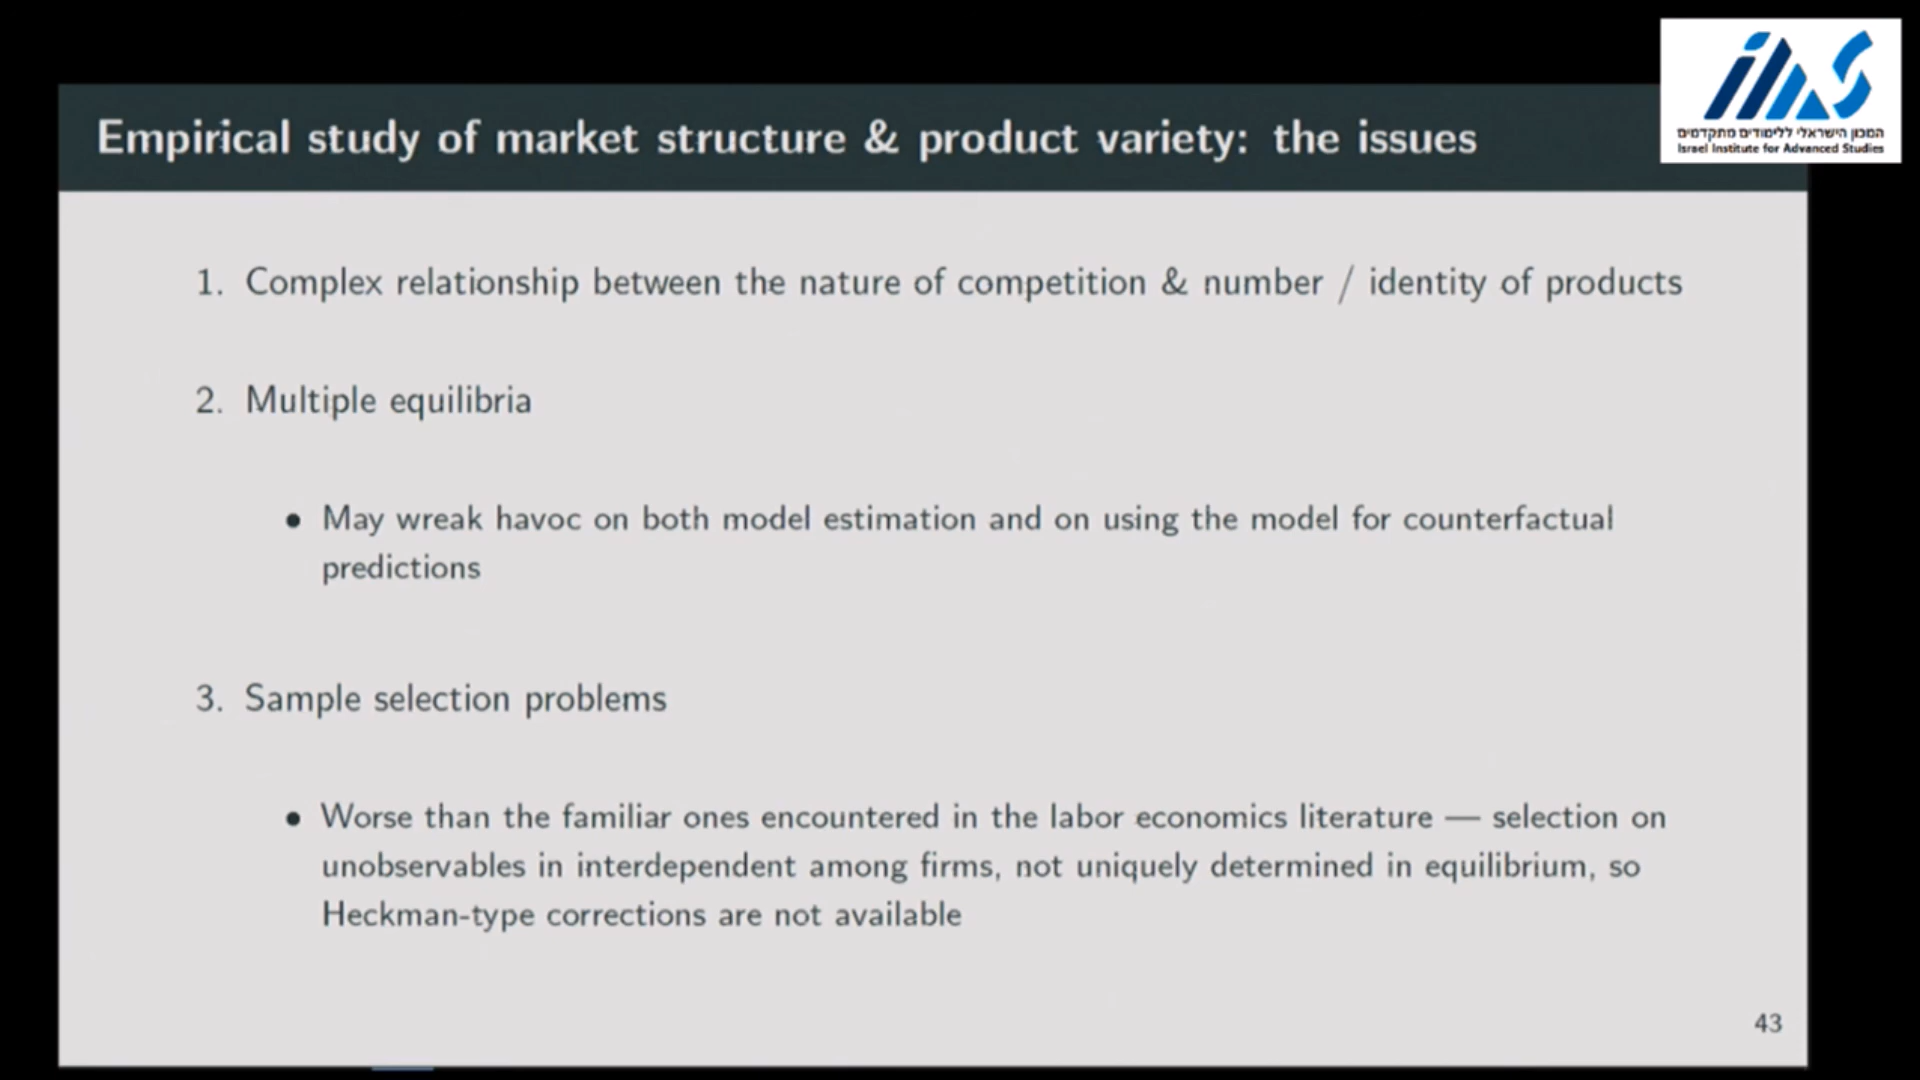 המכון הישראלי ללימודים מתקדמים
Israel Institute for Advanced Studies
Empirical study of market structure & product variety: the issues
1. Complex relationship between the nature of competition & number / identity of products
2. Multiple equilibria
• May wreak havoc on both model estimation and on using the model for counterfactual
predictions
3. Sample selection problems
• Worse than the familiar ones encountered in the labor economics literature — selection on
unobservables in interdependent among firms, not uniquely determined in equilibrium, so
Heckman-type corrections are not available
43